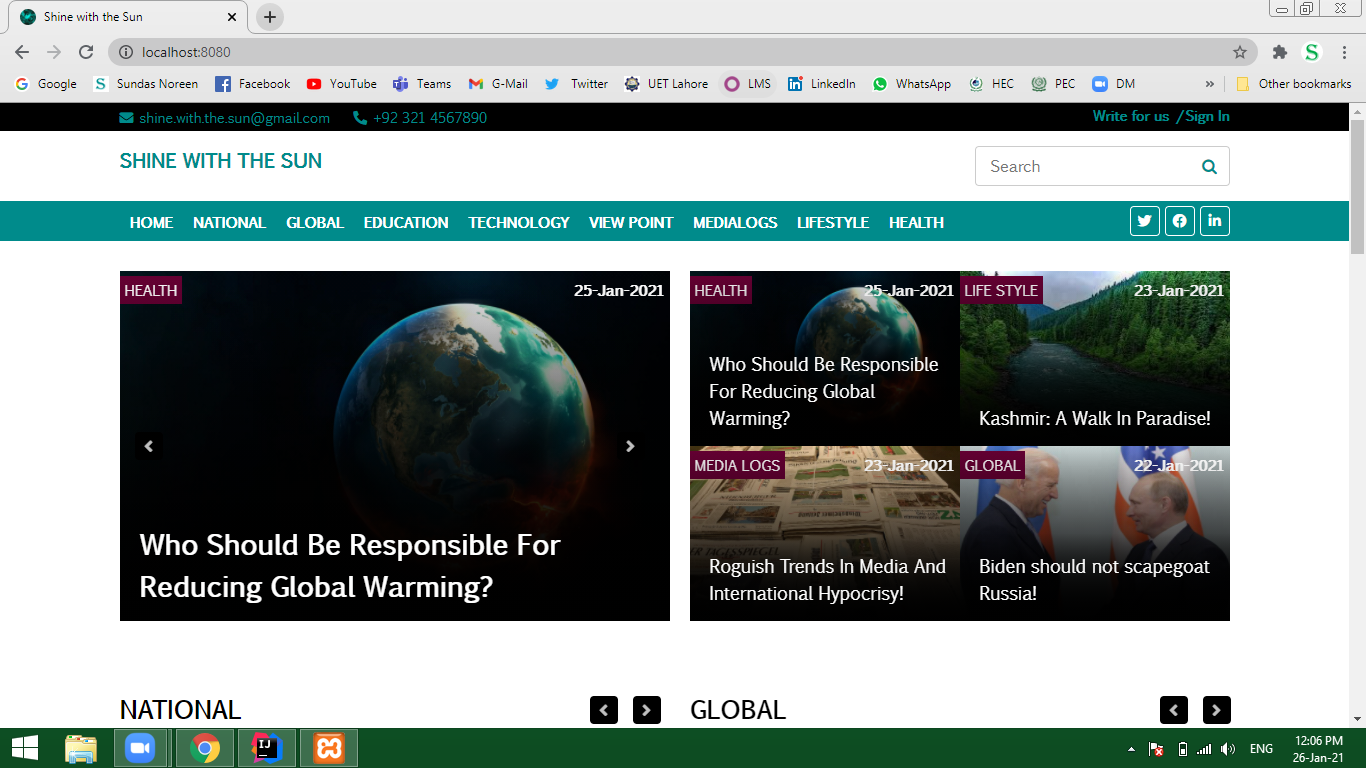 Shine with the Sun
localhost:8080
Google
Sundas Noreen
Facebook
YouTube
Teams
G-Mail
Twitter
UET Lahore
LMS
LinkedIn
WhatsApp
HEC
PEC
DM
»
Other bookmarks
shine.with.the.sun@gmail.com
+92 321 4567890
Write for us /Sign In
SHINE WITH THE SUN
Search
HOME
NATIONAL
GLOBAL
EDUCATION
TECHNOLOGY
VIEW POINT
MEDIALOGS
LIFESTYLE
HEALTH
HEALTH
25-Jan-2021
Who Should Be Responsible For
Reducing Global Warming?
HEALTH
25-Jan-2021
Who Should Be Responsible
For Reducing Global
Warming?
LIFE STYLE
23-Jan-2021
Kashmir: A Walk In Paradise!
MEDIA LOGS
23-Jan-2021
Roguish Trends In Media And
International Hypocrisy!
GLOBAL
22-Jan-2021
Biden should not scapegoat
Russia!
NATIONAL
GLOBAL
ENG
12:06 PM
26-Jan-21